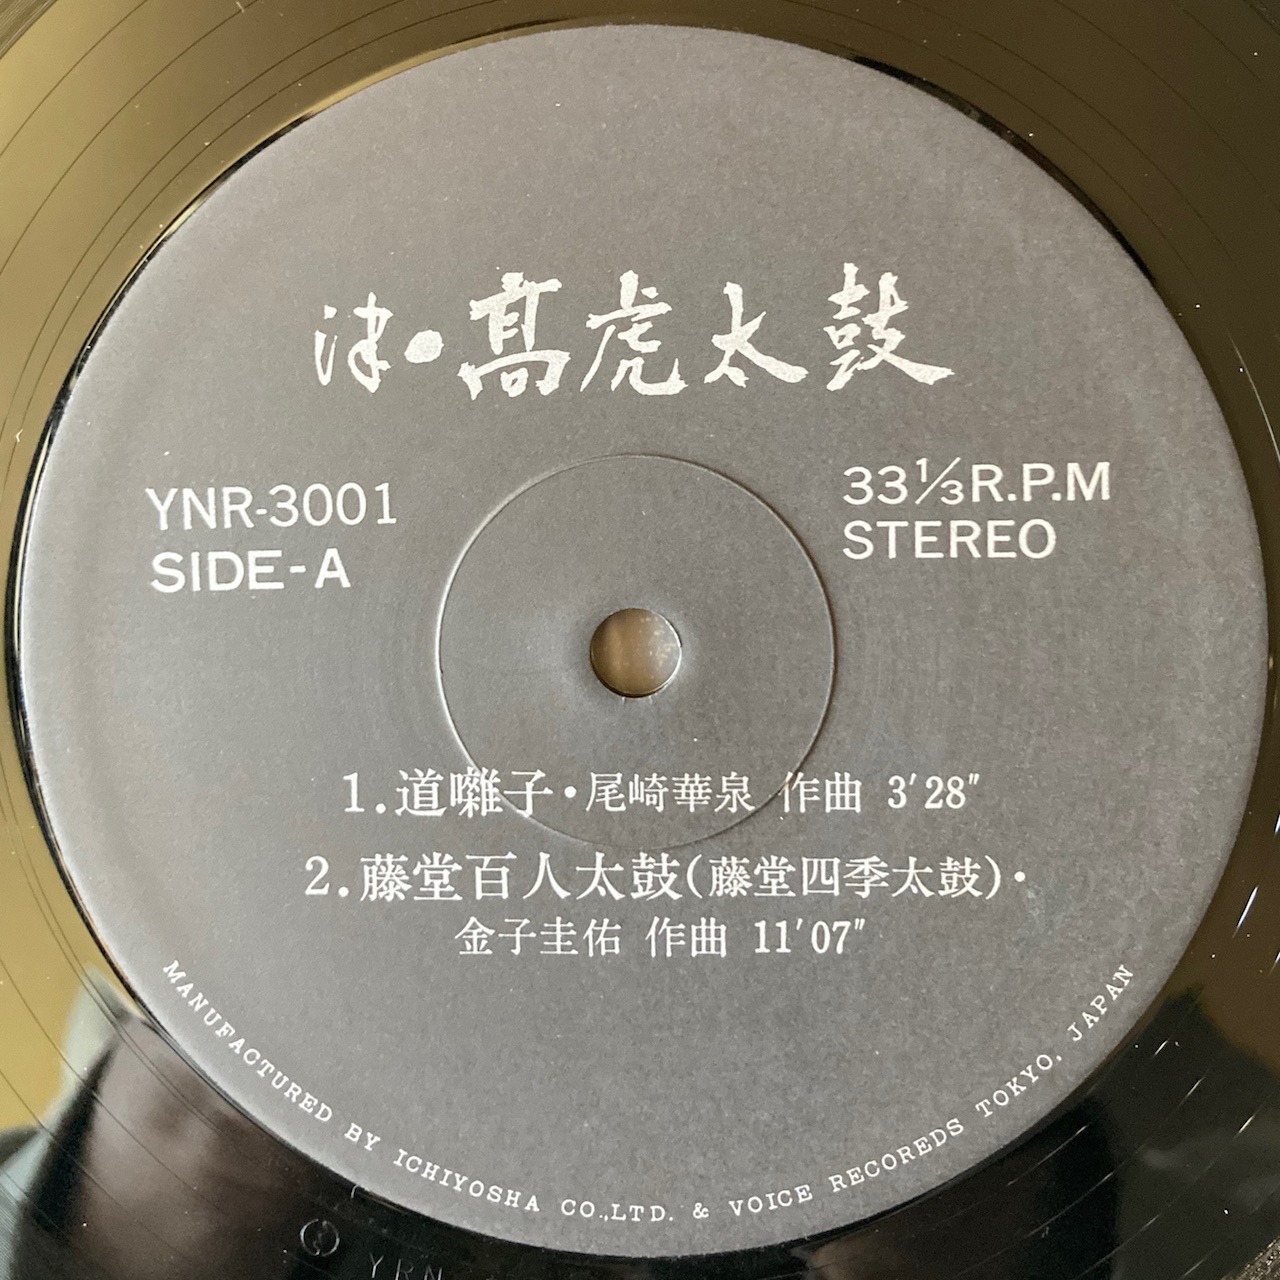 津・髙虎太鼓
YNR-3001
SIDE-A
33⅓R.P.M
STEREO
1.道囃子・尾崎華泉 作曲 3′28″
2.藤堂百人太鼓(藤堂四季太鼓)・
金子圭佑 作曲 11′07″
MANUFACTURED BY ICHIYOSHA CO.,LTD. & VOICE RECOREDS TOKYO. JAPAN
YRN